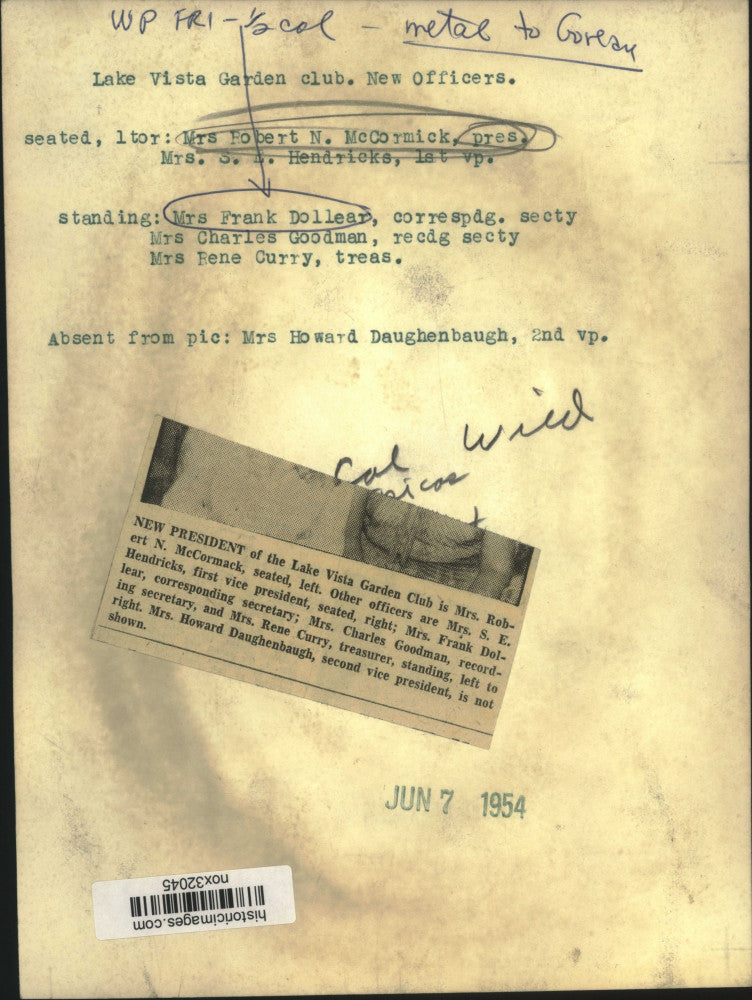 WP FRI - ½ col - metal to
Lake Vista Garden club. New Officers.
seated, ltor: Mrs Robert N. McCormick, pres.
Mrs. S. E. Hendricks, 1st vp.
standing: Mrs Frank Dollear, correspdg. secty
Mrs Charles Goodman, recdg secty
Mrs Rene Curry, treas.
Absent from pic: Mrs Howard Daughenbaugh, 2nd vp.
Wild
Col
NEW PRESIDENT of the Lake Vista Garden Club is Mrs. Rob-
ert N. McCormack, seated, left. Other officers are Mrs. S. E.
Hendricks, first vice president, seated, right; Mrs. Frank Dol-
lear, corresponding secretary; Mrs. Charles Goodman, record-
ing secretary, and Mrs. Rene Curry, treasurer, standing, left to
right. Mrs. Howard Daughenbaugh, second vice president, is not
shown.
JUN 7 1954
historicimages.com
nox32045